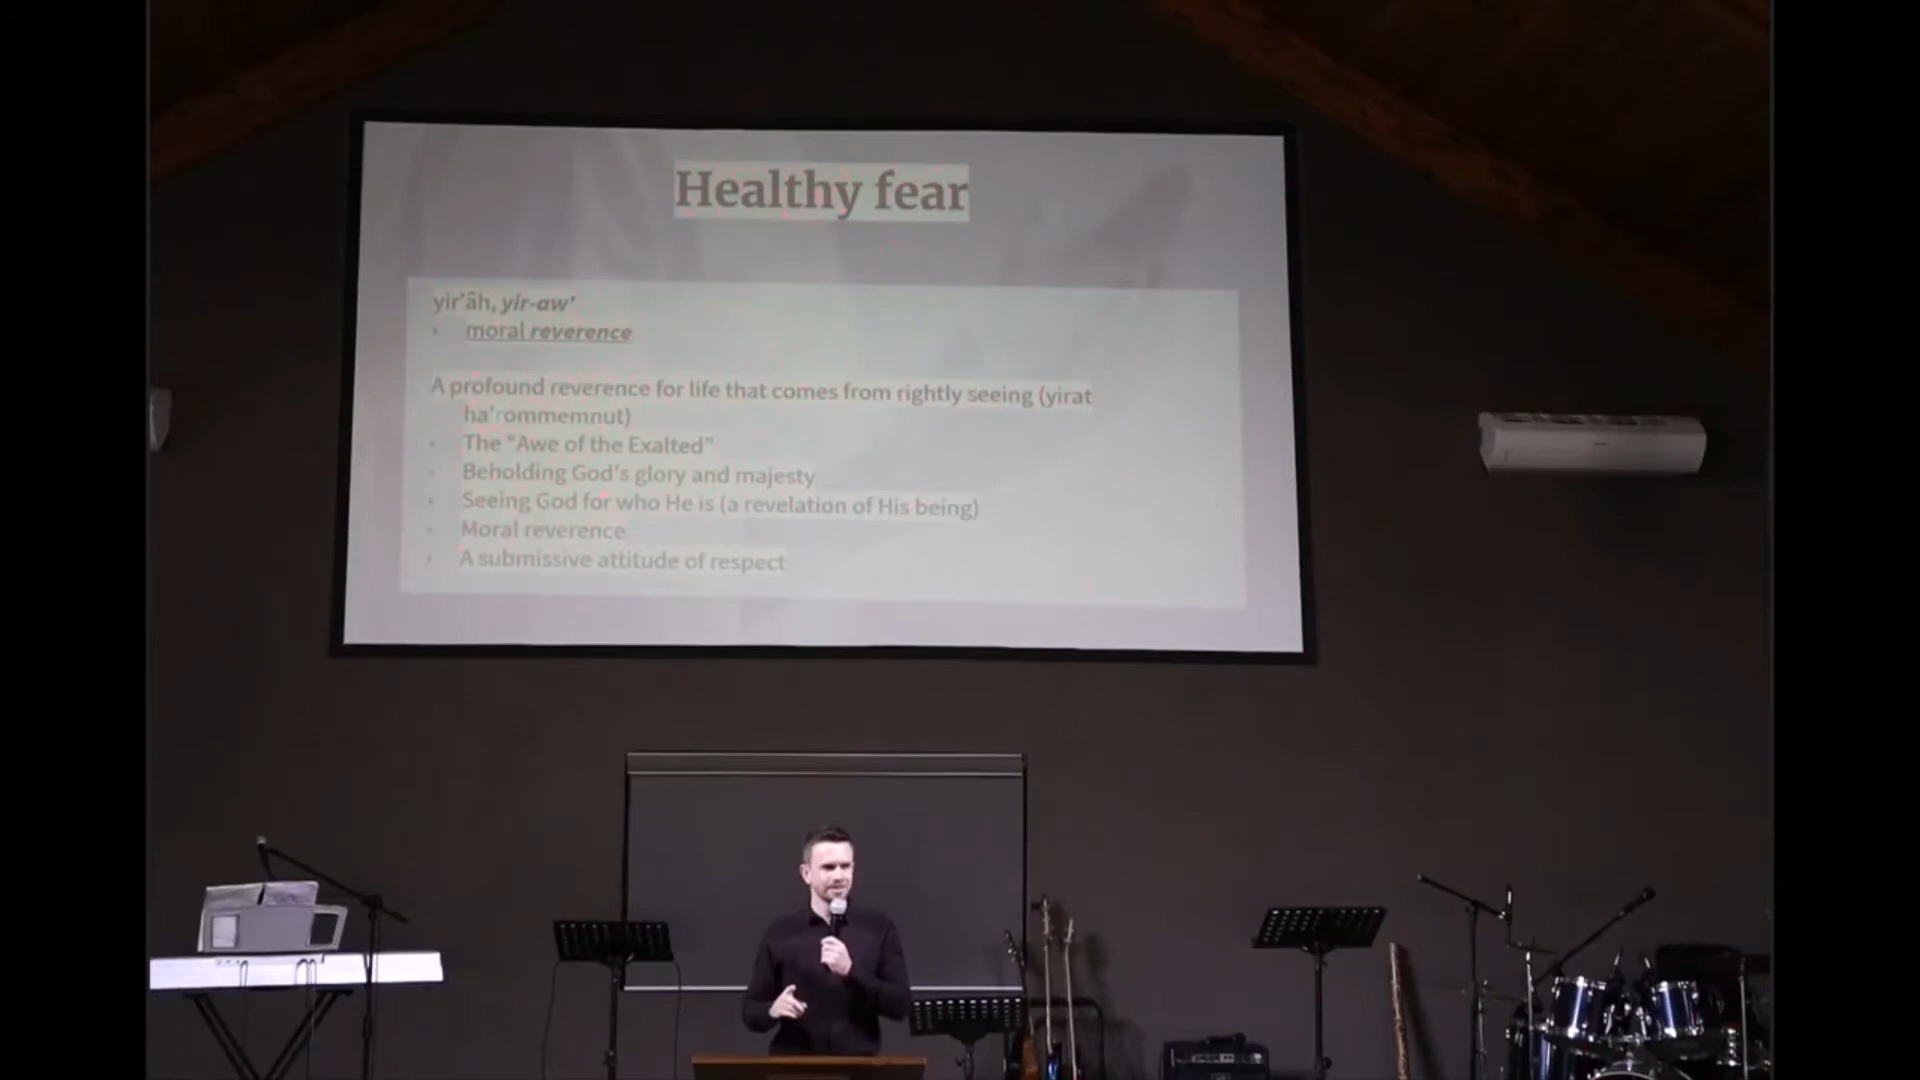 Healthy fear
yir'āh, yir-aw'
• moral reverence
A profound reverence for life that comes from rightly seeing (yirat
ha'rommemnut)
• The “Awe of the Exalted”
• Beholding God's glory and majesty
• Seeing God for who He is (a revelation of His being)
• Moral reverence
• A submissive attitude of respect